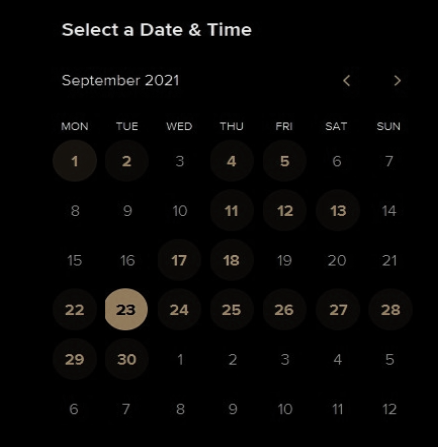 Select a Date & Time
September 2021
MON TUE WED THU FRI SAT SUN
1 2 3 4 5 6 7
8 9 10 11 12 13 14
15 16 17 18 19 20 21
22 23 24 25 26 27 28
29 30 1 2 3 4 5
6 7 8 9 10 11 12